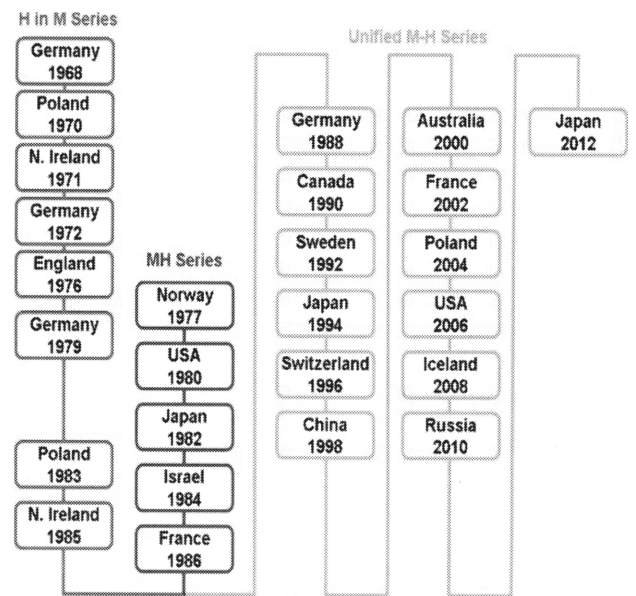 H in M Series
Germany
1968
Poland
1970
N. Ireland
1971
Germany
1972
England
1976
Germany
1979
Poland
1983
N. Ireland
1985
MH Series
Norway
1977
USA
1980
Japan
1982
Israel
1984
France
1986
Unified M-H Series
Germany
1988
Canada
1990
Sweden
1992
Japan
1994
Switzerland
1996
China
1998
Australia
2000
France
2002
Poland
2004
USA
2006
Iceland
2008
Russia
2010
Japan
2012